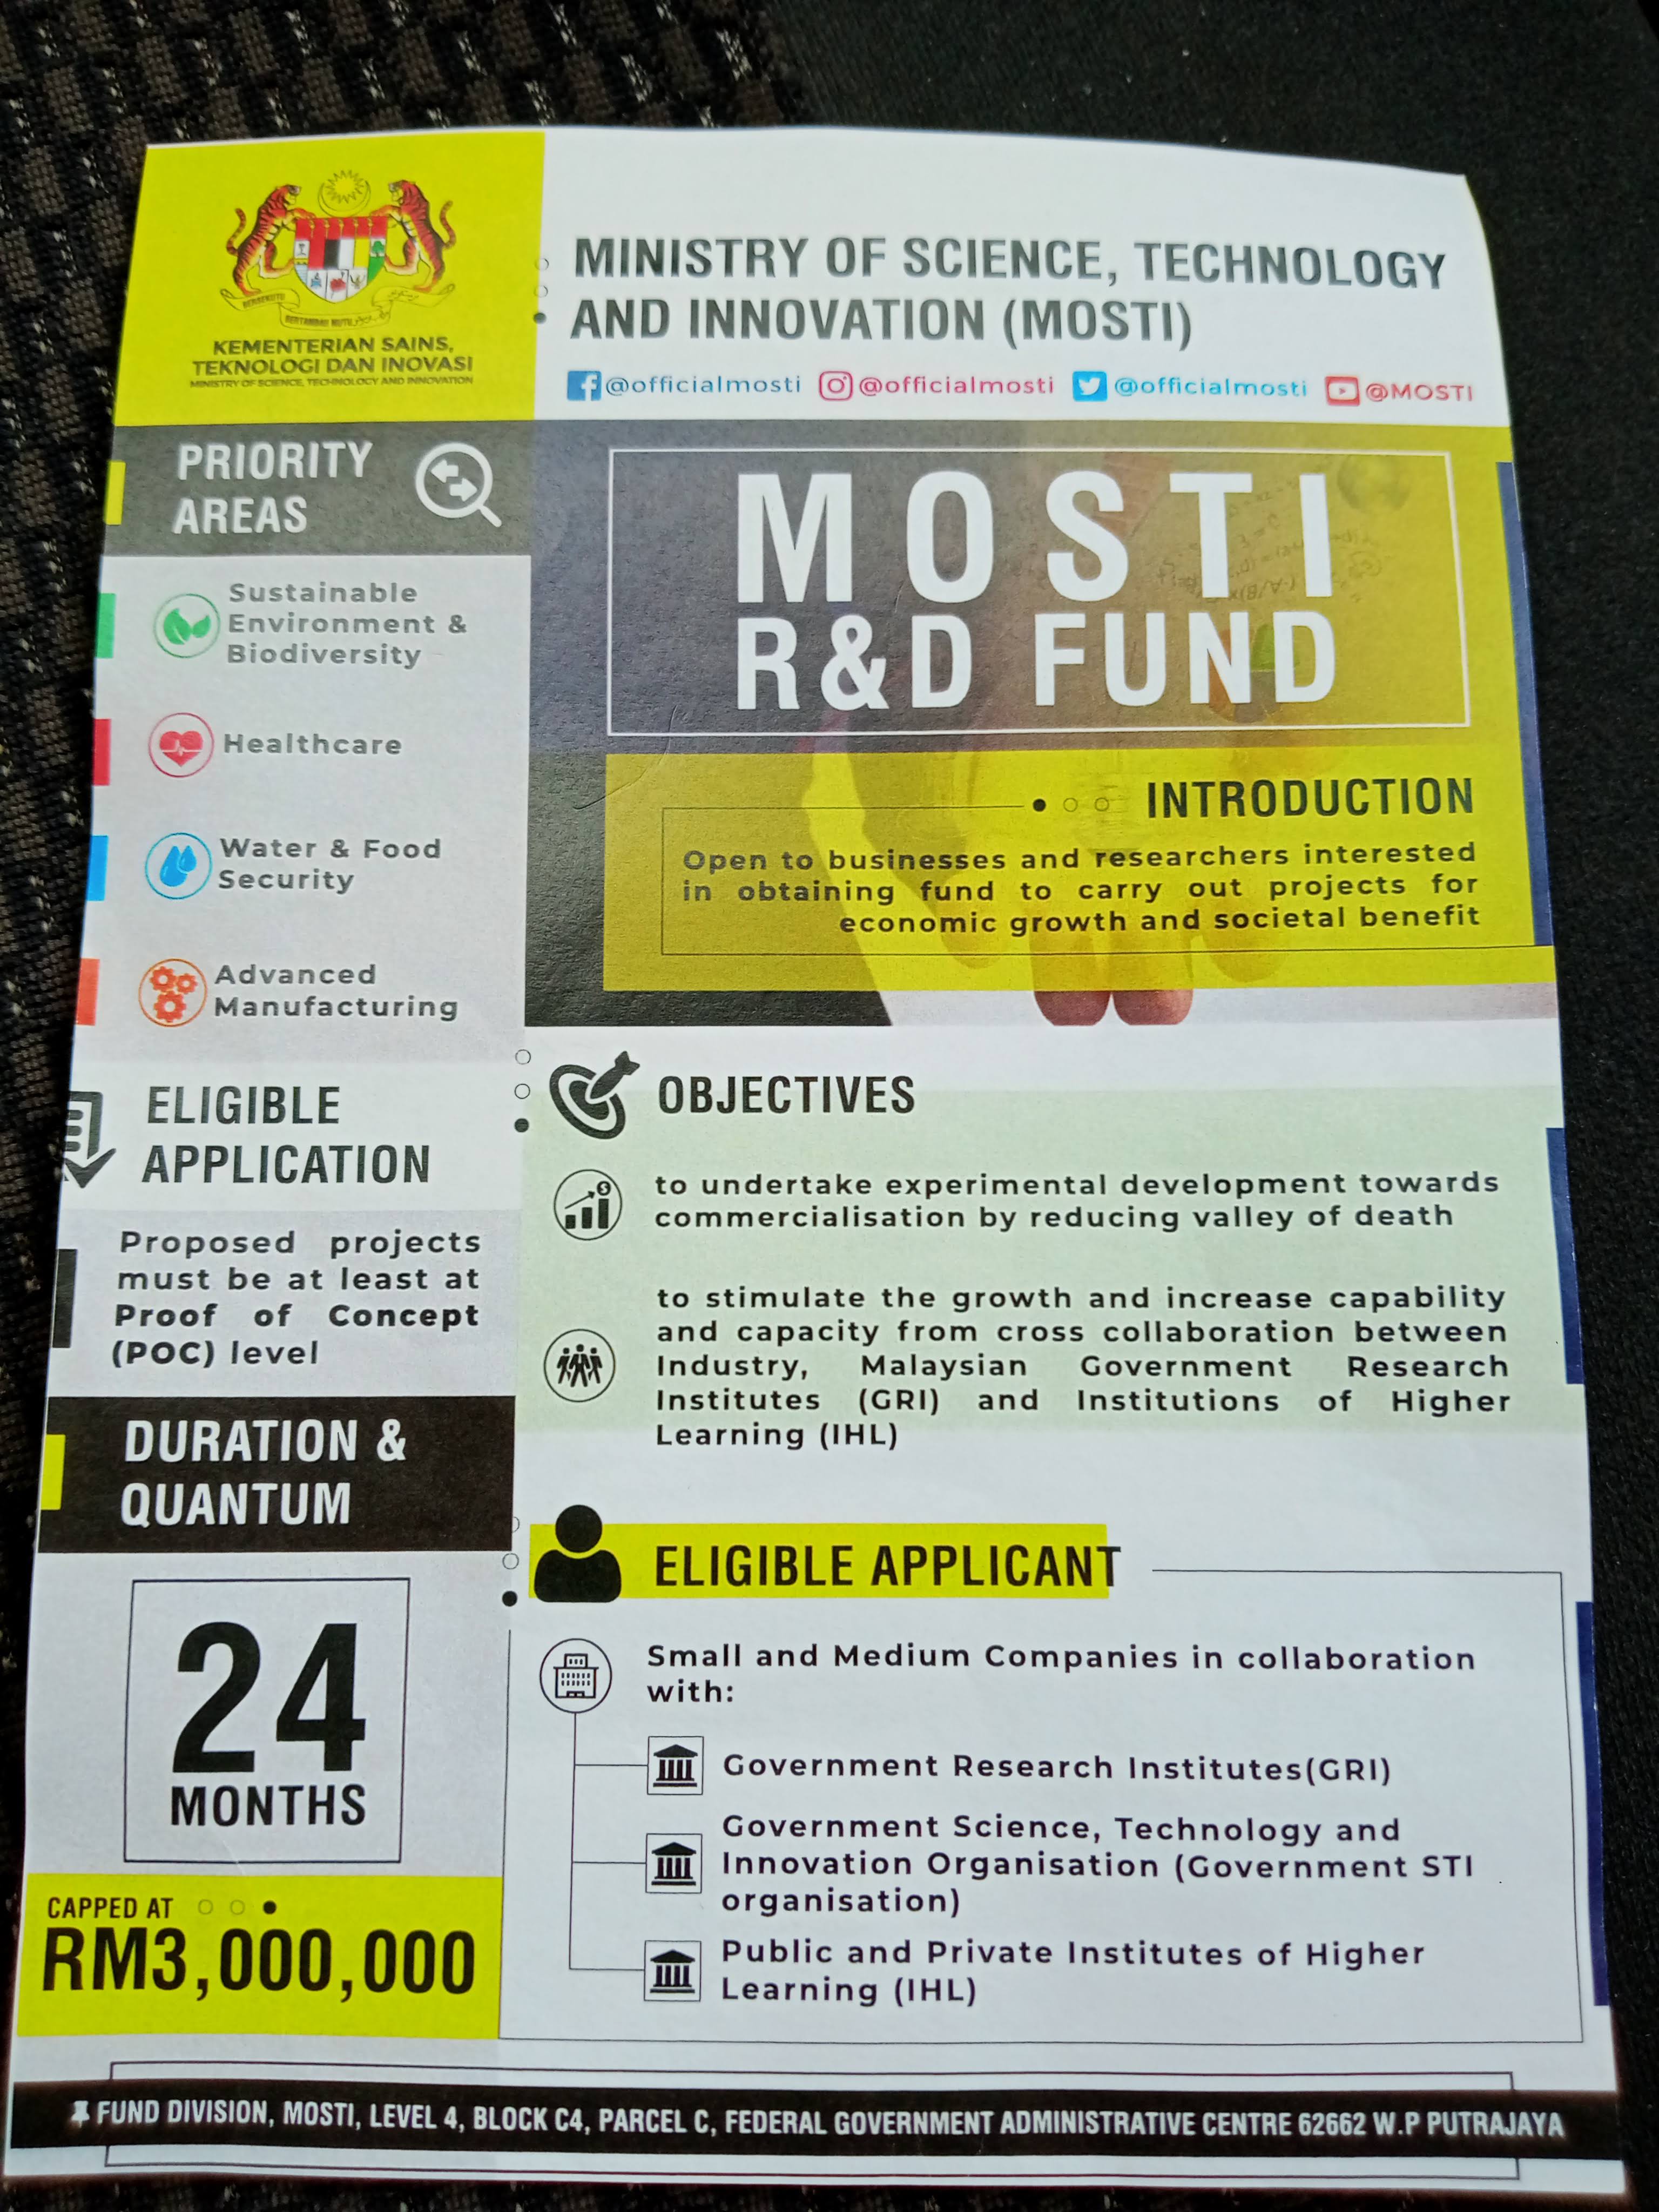 KEMENTERIAN SAINS,
TEKNOLOGI DAN INOVASI
MINISTRY OF SCIENCE, TECHNOLOGY AND INNOVATION
MINISTRY OF SCIENCE, TECHNOLOGY
AND INNOVATION (MOSTI)
@officialmosti @officialmosti @officialmosti @MOSTI
PRIORITY
AREAS
Sustainable
Environment &
Biodiversity
Healthcare
Water & Food
Security
Advanced
Manufacturing
ELIGIBLE
APPLICATION
Proposed projects
must be at least at
Proof of Concept
(POC) level
DURATION &
QUANTUM
24
MONTHS
CAPPED AT
RM3,000,000
MOSTI
R&D FUND
INTRODUCTION
Open to businesses and researchers interested
in obtaining fund to carry out projects for
economic growth and societal benefit
OBJECTIVES
to undertake experimental development towards
commercialisation by reducing valley of death
to stimulate the growth and increase capability
and capacity from cross collaboration between
Industry, Malaysian Government Research
Institutes (GRI) and Institutions of Higher
Learning (IHL)
ELIGIBLE APPLICANT
Small and Medium Companies in collaboration
with:
Government Research Institutes(GRI)
Government Science, Technology and
Innovation Organisation (Government STI
organisation)
Public and Private Institutes of Higher
Learning (IHL)
FUND DIVISION, MOSTI, LEVEL 4, BLOCK C4, PARCEL C, FEDERAL GOVERNMENT ADMINISTRATIVE CENTRE 62662 W.P PUTRAJAYA